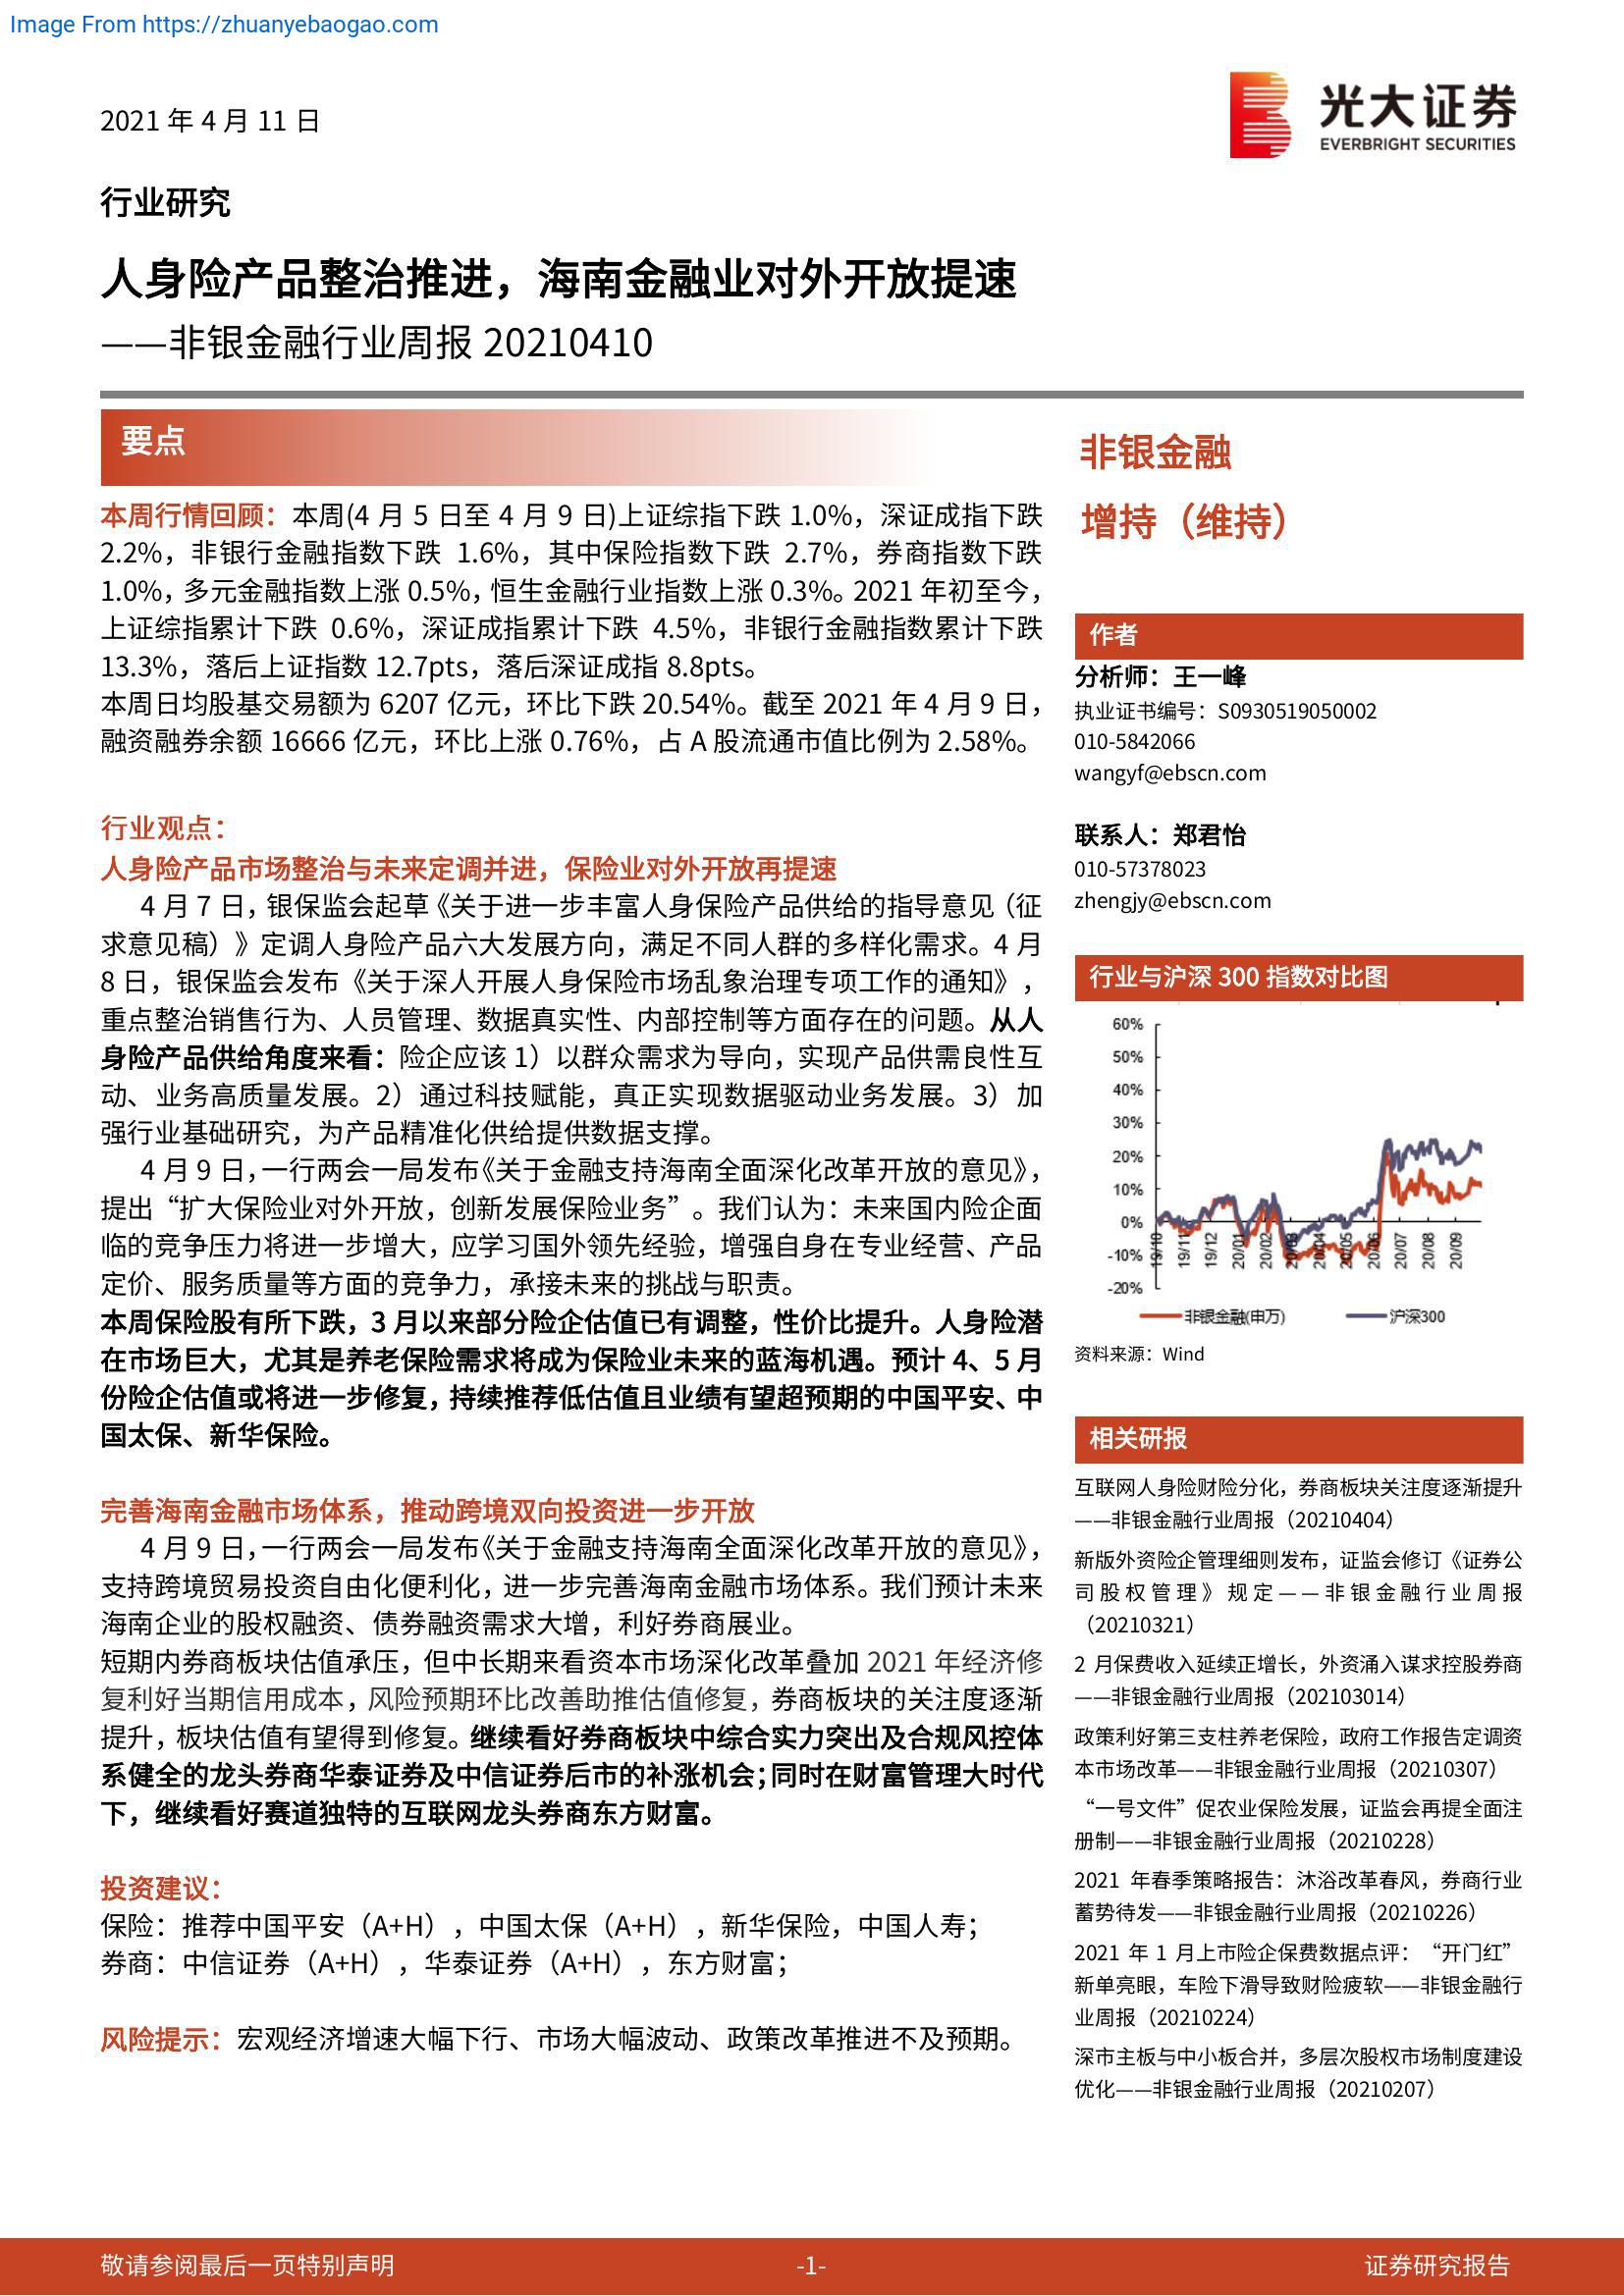 Image From https://zhuanyebaogao.com
2021 年 4 月 11 日
光大证券
EVERBRIGHT SECURITIES
行业研究
人身险产品整治推进，海南金融业对外开放提速
——非银金融行业周报 20210410
要点
本周行情回顾：本周(4 月 5 日至 4 月 9 日)上证综指下跌 1.0%，深证成指下跌
2.2%，非银行金融指数下跌 1.6%，其中保险指数下跌 2.7%，券商指数下跌
1.0%，多元金融指数上涨 0.5%，恒生金融行业指数上涨 0.3%。2021 年初至今，
上证综指累计下跌 0.6%，深证成指累计下跌 4.5%，非银行金融指数累计下跌
13.3%，落后上证指数 12.7pts，落后深证成指 8.8pts。
本周日均股基交易额为 6207 亿元，环比下跌 20.54%。截至 2021 年 4 月 9 日，
融资融券余额 16666 亿元，环比上涨 0.76%，占 A 股流通市值比例为 2.58%。
行业观点：
人身险产品市场整治与未来定调并进，保险业对外开放再提速
4 月 7 日，银保监会起草《关于进一步丰富人身保险产品供给的指导意见（征
求意见稿）》定调人身险产品六大发展方向，满足不同人群的多样化需求。4 月
8 日，银保监会发布《关于深人开展人身保险市场乱象治理专项工作的通知》，
重点整治销售行为、人员管理、数据真实性、内部控制等方面存在的问题。从人
身险产品供给角度来看：险企应该 1）以群众需求为导向，实现产品供需良性互
动、业务高质量发展。2）通过科技赋能，真正实现数据驱动业务发展。3）加
强行业基础研究，为产品精准化供给提供数据支撑。
4 月 9 日，一行两会一局发布《关于金融支持海南全面深化改革开放的意见》，
提出“扩大保险业对外开放，创新发展保险业务”。我们认为：未来国内险企面
临的竞争压力将进一步增大，应学习国外领先经验，增强自身在专业经营、产品
定价、服务质量等方面的竞争力，承接未来的挑战与职责。
本周保险股有所下跌，3 月以来部分险企估值已有调整，性价比提升。人身险潜
在市场巨大，尤其是养老保险需求将成为保险业未来的蓝海机遇。预计 4、5 月
份险企估值或将进一步修复，持续推荐低估值且业绩有望超预期的中国平安、中
国太保、新华保险。
完善海南金融市场体系，推动跨境双向投资进一步开放
4 月 9 日，一行两会一局发布《关于金融支持海南全面深化改革开放的意见》，
支持跨境贸易投资自由化便利化，进一步完善海南金融市场体系。我们预计未来
海南企业的股权融资、债券融资需求大增，利好券商展业。
短期内券商板块估值承压，但中长期来看资本市场深化改革叠加 2021 年经济修
复利好当期信用成本，风险预期环比改善助推估值修复，券商板块的关注度逐渐
提升，板块估值有望得到修复。继续看好券商板块中综合实力突出及合规风控体
系健全的龙头券商华泰证券及中信证券后市的补涨机会；同时在财富管理大时代
下，继续看好赛道独特的互联网龙头券商东方财富。
投资建议：
保险：推荐中国平安（A+H），中国太保（A+H），新华保险，中国人寿；
券商：中信证券（A+H），华泰证券（A+H），东方财富；
风险提示：宏观经济增速大幅下行、市场大幅波动、政策改革推进不及预期。
非银金融
增持（维持）
作者
分析师：王一峰
执业证书编号：S0930519050002
010-5842066
wangyf@ebscn.com
联系人：郑君怡
010-57378023
zhengjy@ebscn.com
行业与沪深 300 指数对比图
60%
50%
40%
30%
20%
10%
0%
-10%
-20%
19/10 19/11 19/12 20/01 20/02 20/03 20/04 20/05 20/06 20/07 20/08 20/09
非银金融(申万) 沪深300
资料来源：Wind
相关研报
互联网人身险财险分化，券商板块关注度逐渐提升
——非银金融行业周报（20210404）
新版外资险企管理细则发布，证监会修订《证券公
司股权管理》规定——非银金融行业周报
（20210321）
2 月保费收入延续正增长，外资涌入谋求控股券商
——非银金融行业周报（202103014）
政策利好第三支柱养老保险，政府工作报告定调资
本市场改革——非银金融行业周报（20210307）
“一号文件”促农业保险发展，证监会再提全面注
册制——非银金融行业周报（20210228）
2021 年春季策略报告：沐浴改革春风，券商行业
蓄势待发——非银金融行业周报（20210226）
2021 年 1 月上市险企保费数据点评：“开门红”
新单亮眼，车险下滑导致财险疲软——非银金融行
业周报（20210224）
深市主板与中小板合并，多层次股权市场制度建设
优化——非银金融行业周报（20210207）
敬请参阅最后一页特别声明
-1-
证券研究报告